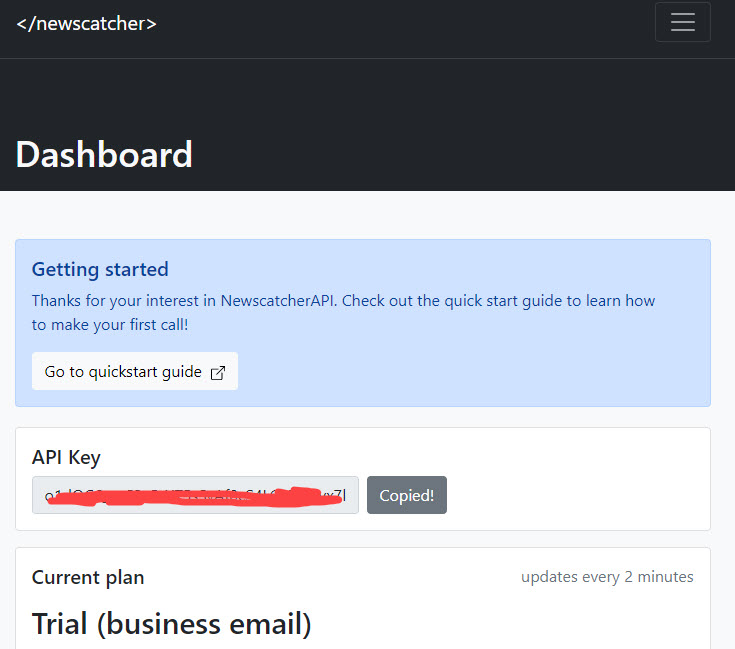 </newscatcher>
Dashboard
Getting started
Thanks for your interest in NewscatcherAPI. Check out the quick start guide to learn how
to make your first call!
Go to quickstart guide
API Key
Copied!
Current plan
updates every 2 minutes
Trial (business email)